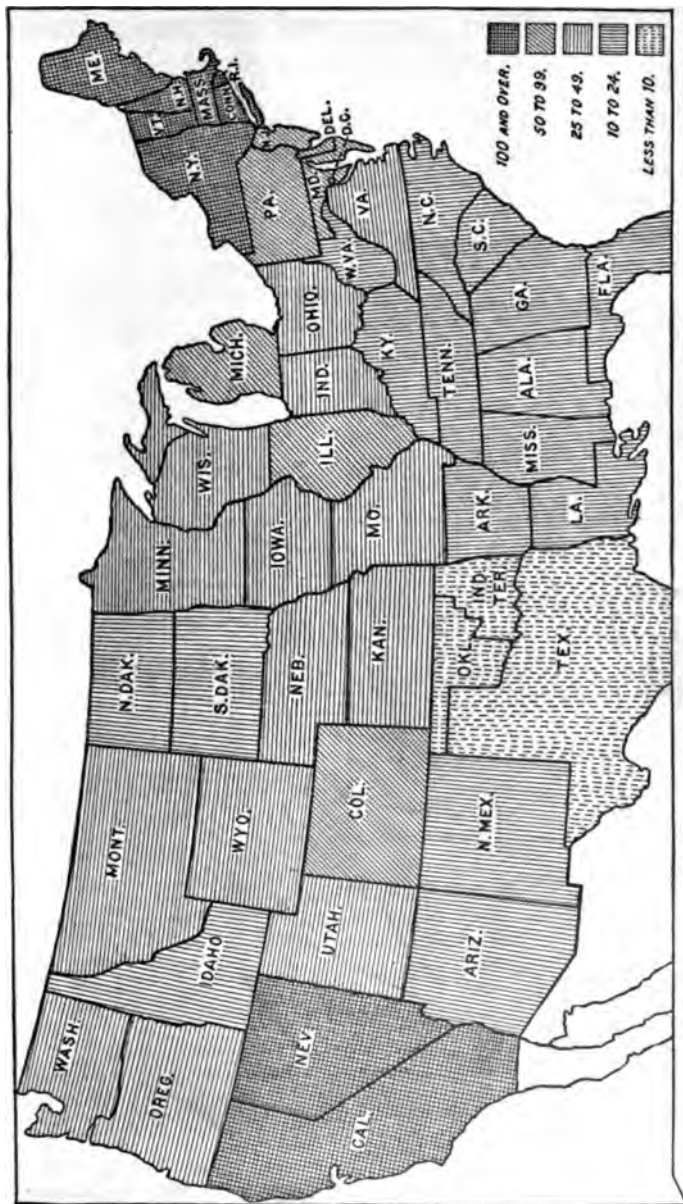 WASH.
OREG.
CAL.
NEV.
IDAHO
MONT.
WYO.
UTAH.
ARIZ.
COL.
N.MEX.
N.DAK.
S.DAK.
NEB.
KAN.
OKL.
IND.
TER
TEX.
MINN.
IOWA.
MO.
ARK.
LA.
WIS.
ILL.
MICH.
IND.
OHIO.
KY.
TENN.
MISS.
ALA.
GA.
FLA.
S.C.
N.C.
VA.
W.VA.
MD.
DEL.
D.C.
PA.
N.Y.
VT.
N.H.
MASS.
CONN.
R.I.
ME.
100 AND OVER.
50 TO 99.
25 TO 49.
10 TO 24.
LESS THAN 10.